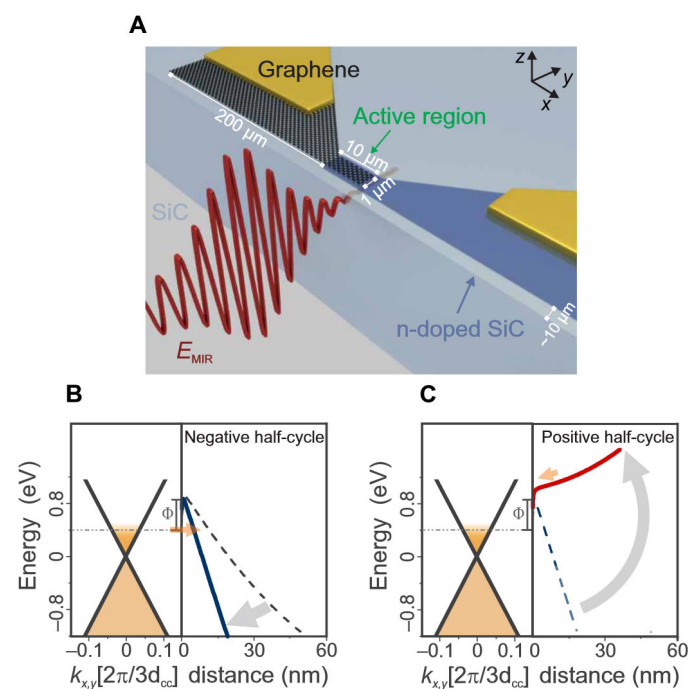 A
Graphene
z
y
x
200 μm
Active region
10 μm
1 μm
SiC
n-doped SiC
~10 μm
E_MIR
B
Negative half-cycle
Energy (eV)
0.8
0
−0.8
Φ
−0.1 0 0.1 0 30 60
k_x,y[2π/3d_cc] distance (nm)
C
Positive half-cycle
Energy (eV)
0.8
0
−0.8
Φ
−0.1 0 0.1 0 30 60
k_x,y[2π/3d_cc] distance (nm)